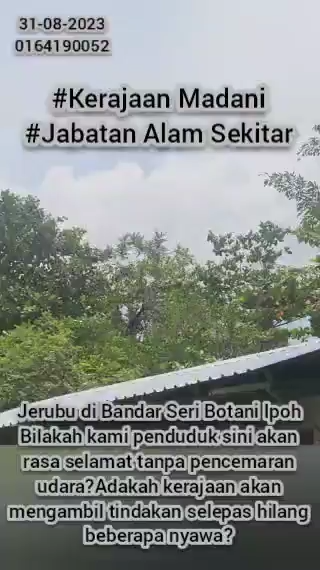 31-08-2023
0164190052
#Kerajaan Madani
#Jabatan Alam Sekitar
Jerubu di Bandar Seri Botani Ipoh
Bilakah kami penduduk sini akan
rasa selamat tanpa pencemaran
udara?Adakah kerajaan akan
mengambil tindakan selepas hilang
beberapa nyawa?